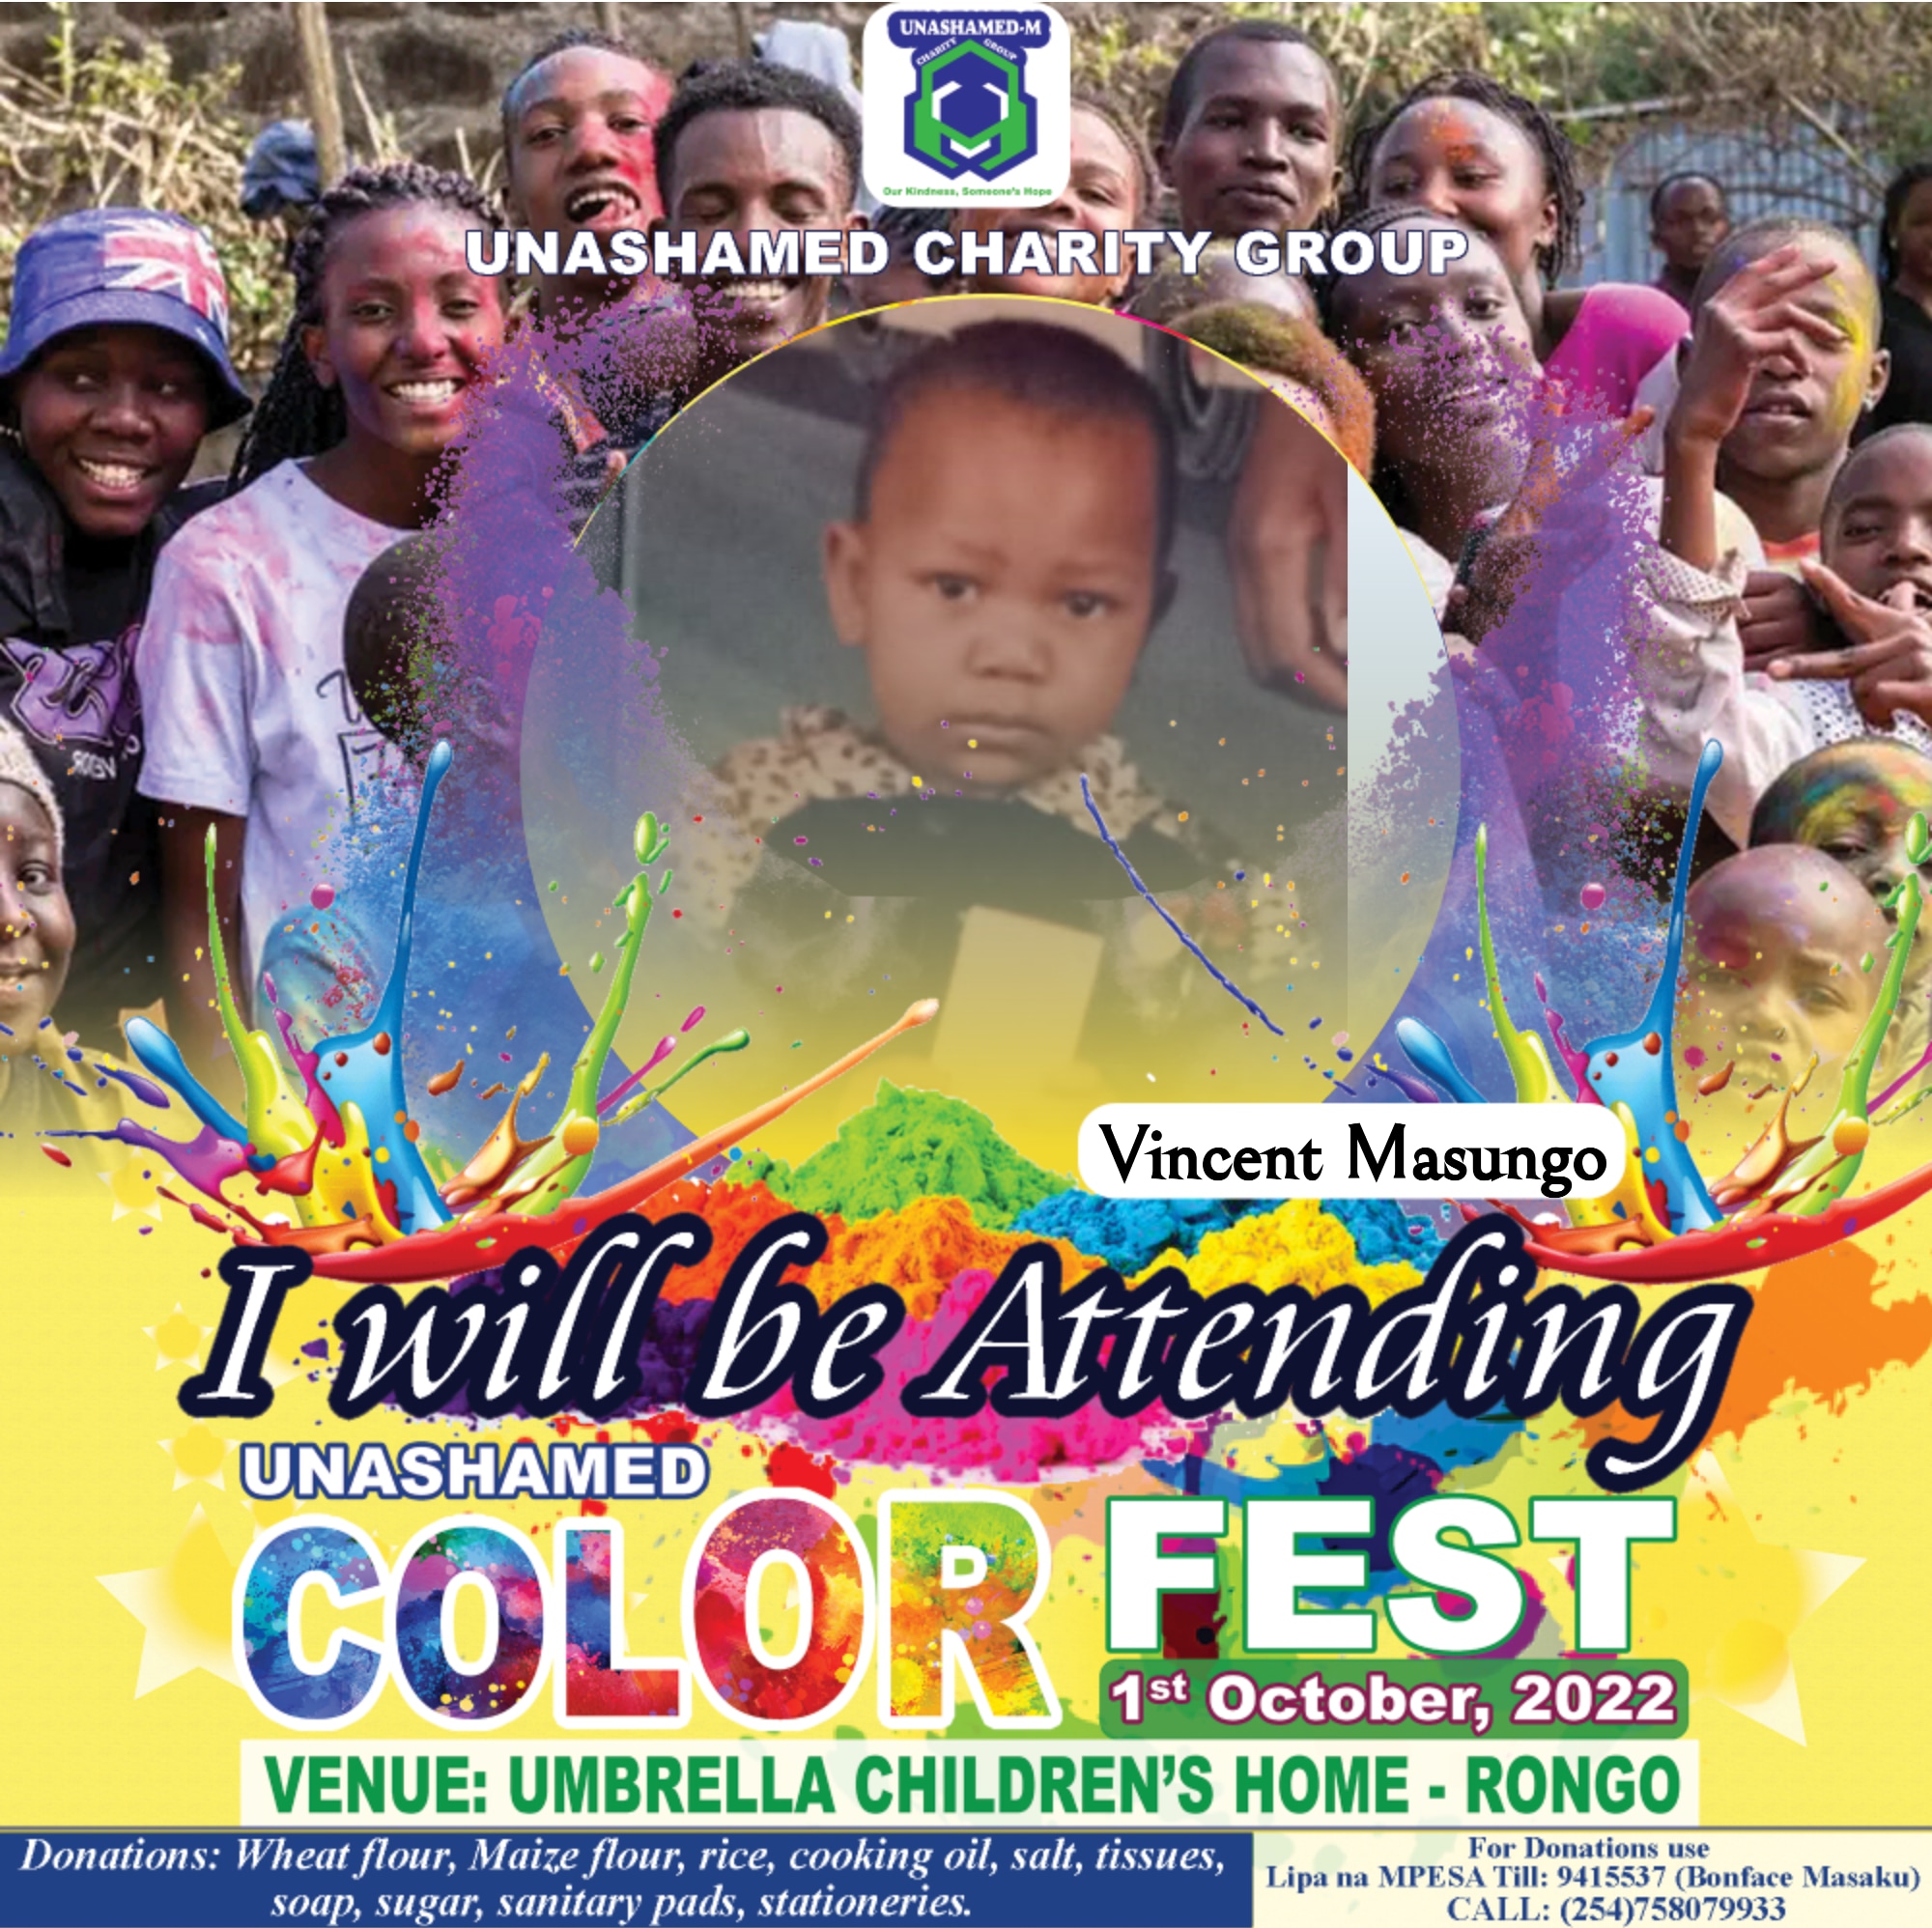 UNASHAMED-M
CHARITY GROUP
Our Kindness, Someone's Hope
UNASHAMED CHARITY GROUP
Vincent Masungo
I will be Attending
UNASHAMED
COLOR FEST
1st October, 2022
VENUE: UMBRELLA CHILDREN'S HOME - RONGO
Donations: Wheat flour, Maize flour, rice, cooking oil, salt, tissues,
soap, sugar, sanitary pads, stationeries.
For Donations use
Lipa na MPESA Till: 9415537 (Bonface Masaku)
CALL: (254)758079933